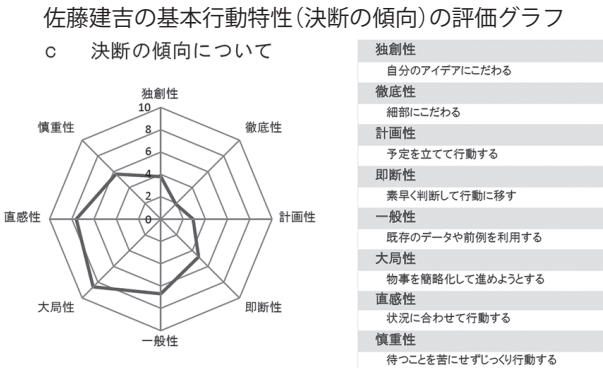 佐藤建吉の基本行動特性（決断の傾向）の評価グラフ
c　決断の傾向について
独創性
徹底性
計画性
即断性
一般性
大局性
直感性
慎重性
10
8
6
4
2
0
独創性
自分のアイデアにこだわる
徹底性
細部にこだわる
計画性
予定を立てて行動する
即断性
素早く判断して行動に移す
一般性
既存のデータや前例を利用する
大局性
物事を簡略化して進めようとする
直感性
状況に合わせて行動する
慎重性
待つことを苦にせずじっくり行動する